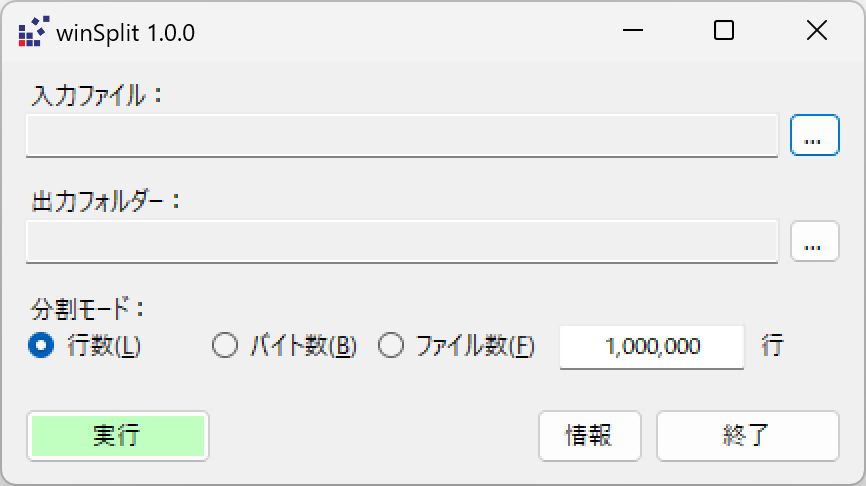 winSplit 1.0.0
入力ファイル：
...
出力フォルダー：
...
分割モード：
行数(L) バイト数(B) ファイル数(F) 1,000,000 行
実行 情報 終了